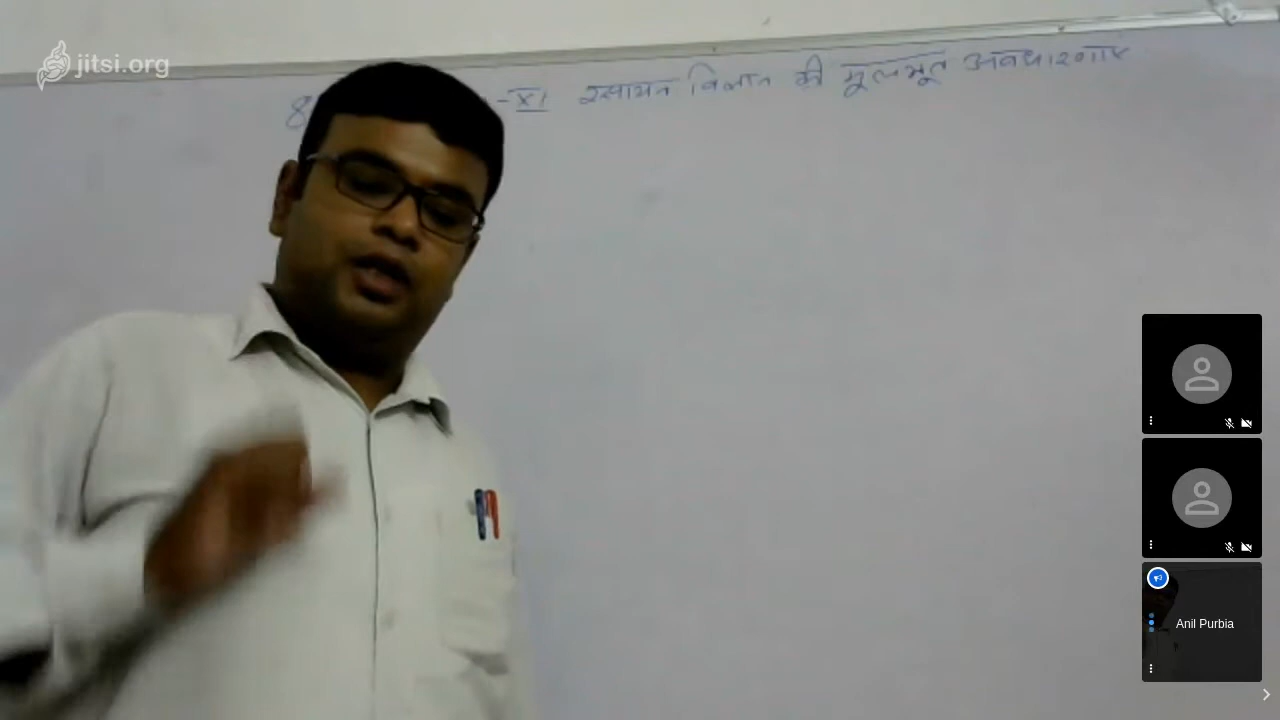 jitsi.org
-XI रसायन विज्ञान की मूलभूत अवधारणाएं
Anil Purbia